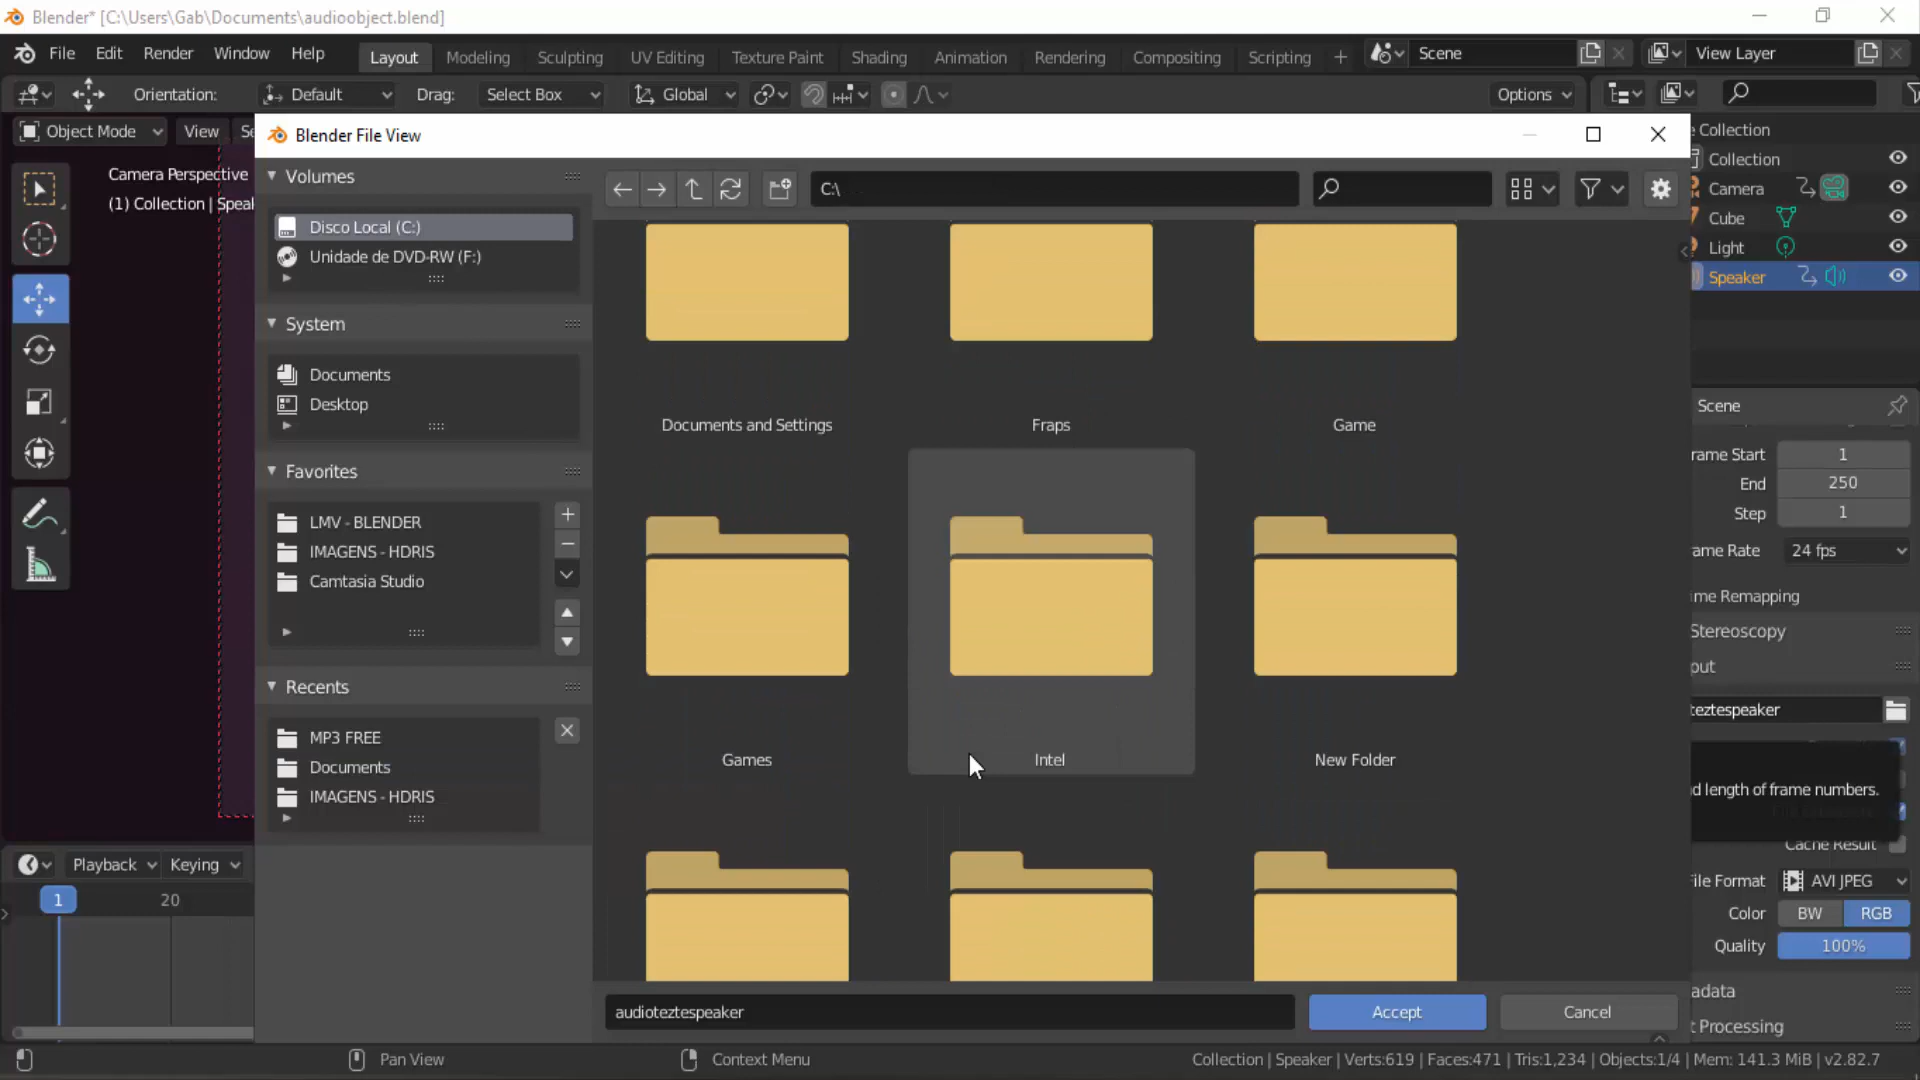 Blender* [C:\Users\Gab\Documents\audioobject.blend]
File Edit Render Window Help Layout Modeling Sculpting UV Editing Texture Paint Shading Animation Compositing Rendering Scripting + Scene View Layer
Orientation: Default Drag: Select Box Global Options
Object Mode View Se
Camera Perspective
(1) Collection | Speak
Blender File View
Volumes
Disco Local (C:)
Unidade de DVD-RW (F:)
System
Documents
Desktop
Favorites
LMV - BLENDER
IMAGENS - HDRIS
Camtasia Studio
Recents
MP3 FREE
Documents
IMAGENS - HDRIS
C:\
Documents and Settings Fraps Game
Games Intel New Folder
audioteztespeaker Accept Cancel
e Collection
Collection
Camera
Cube
Light
Speaker
Scene
rame Start 1
End 250
Step 1
ame Rate 24 fps
me Remapping
Stereoscopy
put
eztespeaker
d length of frame numbers.
Cache Result
File Format AVI JPEG
Color BW RGB
Quality 100%
adata
t Processing
Playback Keying
1 20
Pan View Context Menu Collection | Speaker | Verts:619 | Faces:471 | Tris:1,234 | Objects:1/4 | Mem: 141.3 MiB | v2.82.7